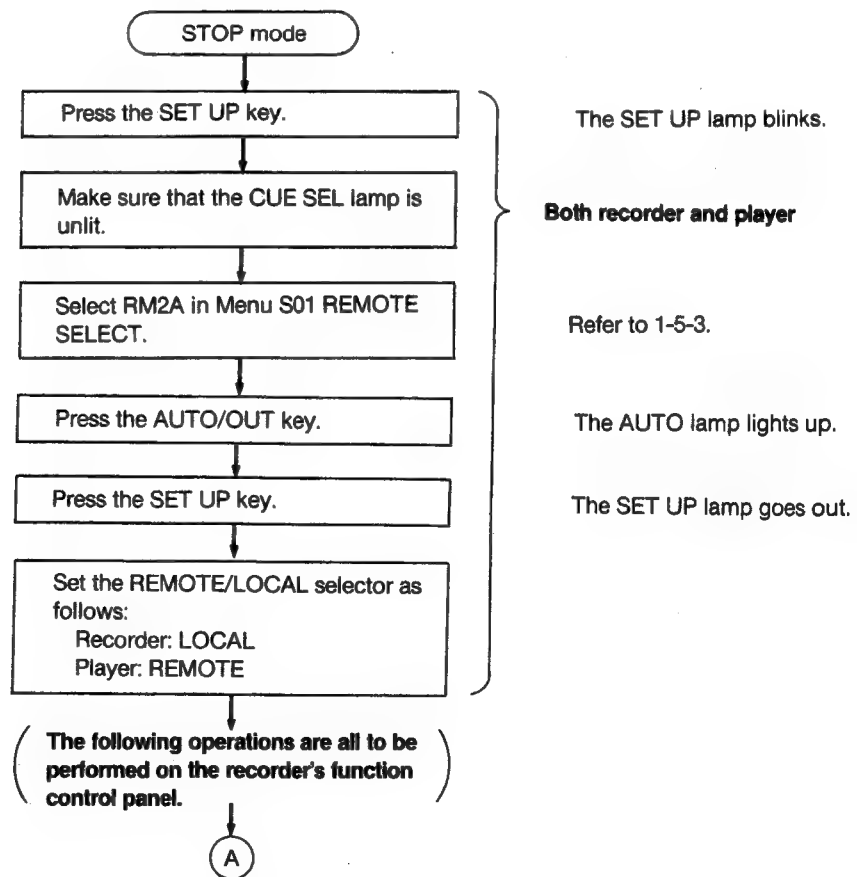 STOP mode
Press the SET UP key.
The SET UP lamp blinks.
Make sure that the CUE SEL lamp is
unlit.
Both recorder and player
Select RM2A in Menu S01 REMOTE
SELECT.
Refer to 1-5-3.
Press the AUTO/OUT key.
The AUTO lamp lights up.
Press the SET UP key.
The SET UP lamp goes out.
Set the REMOTE/LOCAL selector as
follows:
Recorder: LOCAL
Player: REMOTE
The following operations are all to be
performed on the recorder's function
control panel.
A